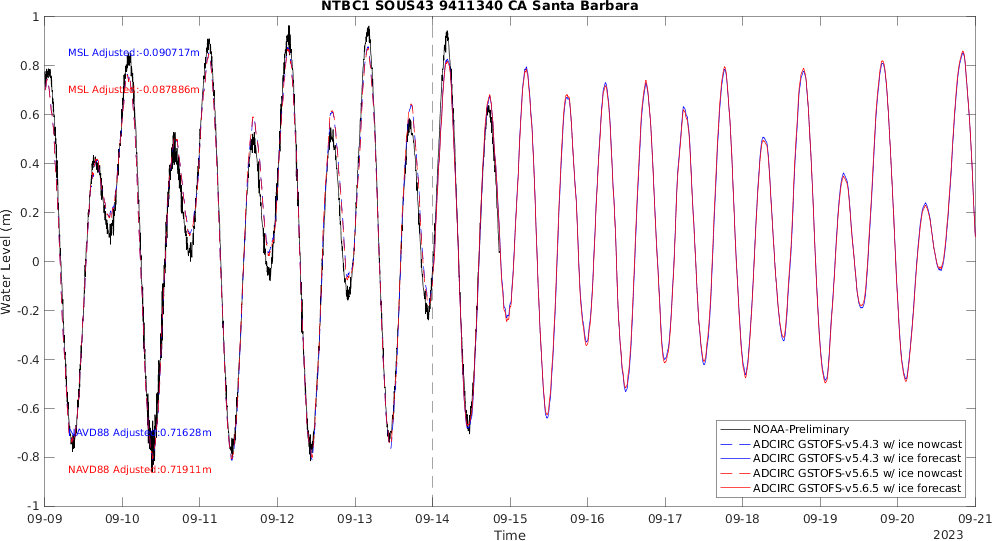 NTBC1 SOUS43 9411340 CA Santa Barbara
MSL Adjusted:-0.090717m
MSL Adjusted:-0.087886m
NAVD88 Adjusted:0.71628m
NAVD88 Adjusted:0.71911m
Water Level (m)
1
0.8
0.6
0.4
0.2
0
-0.2
-0.4
-0.6
-0.8
-1
NOAA-Preliminary
ADCIRC GSTOFS-v5.4.3 w/ ice nowcast
ADCIRC GSTOFS-v5.4.3 w/ ice forecast
ADCIRC GSTOFS-v5.6.5 w/ ice nowcast
ADCIRC GSTOFS-v5.6.5 w/ ice forecast
09-09 09-10 09-11 09-12 09-13 09-14 09-15 09-16 09-17 09-18 09-19 09-20 09-21
Time
2023